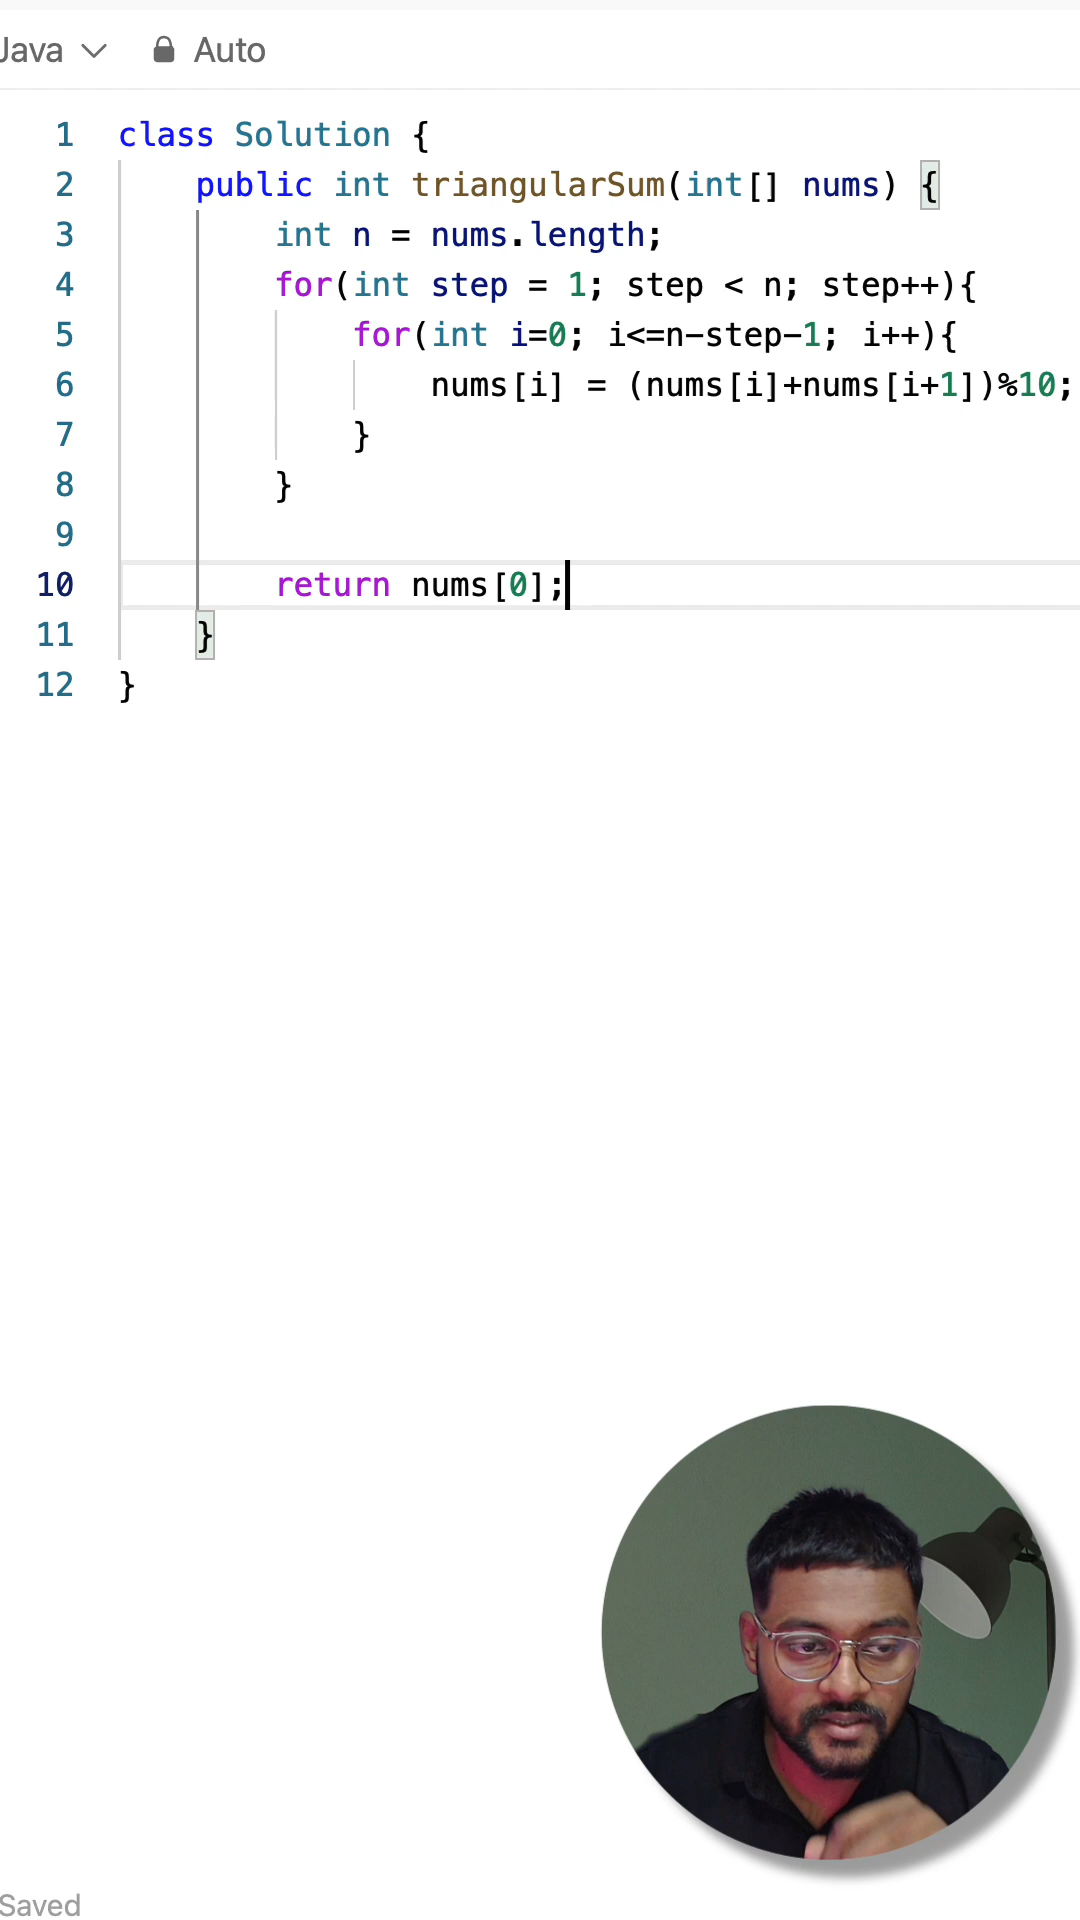 Java Auto
1 class Solution {
2 public int triangularSum(int[] nums) {
3 int n = nums.length;
4 for(int step = 1; step < n; step++){
5 for(int i=0; i<=n-step-1; i++){
6 nums[i] = (nums[i]+nums[i+1])%10;
7 }
8 }
9
10 return nums[0];
11 }
12 }
Saved